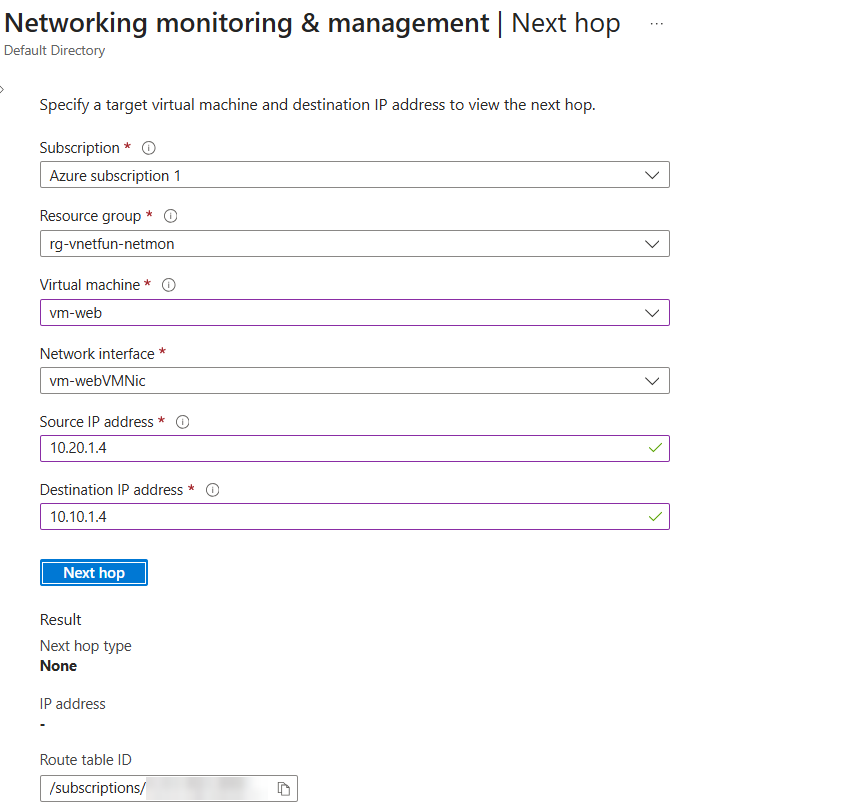 Networking monitoring & management | Next hop ...
Default Directory
Specify a target virtual machine and destination IP address to view the next hop.
Subscription *
Azure subscription 1
Resource group *
rg-vnetfun-netmon
Virtual machine *
vm-web
Network interface *
vm-webVMNic
Source IP address *
10.20.1.4
Destination IP address *
10.10.1.4
Next hop
Result
Next hop type
None
IP address
-
Route table ID
/subscriptions/